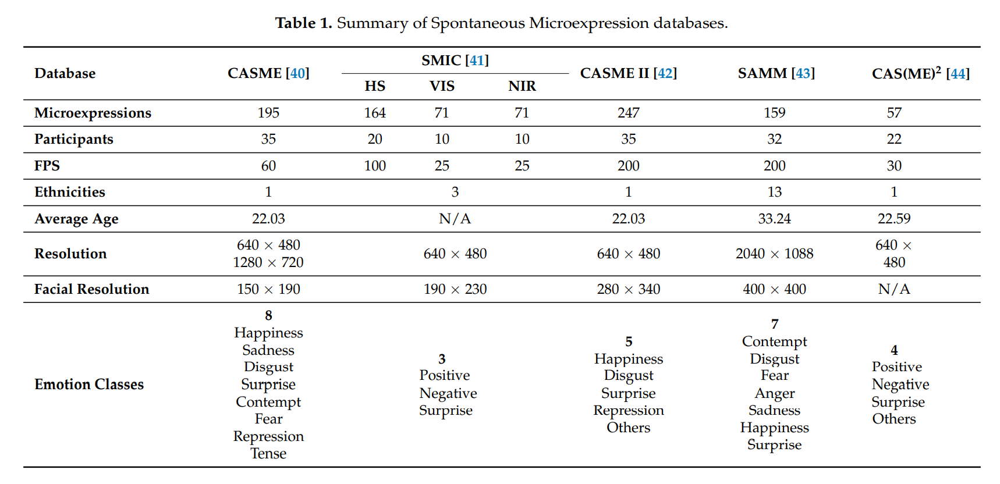 Table 1. Summary of Spontaneous Microexpression databases.
Database CASME [40] SMIC [41] CASME II [42] SAMM [43] CAS(ME)² [44]
HS VIS NIR
Microexpressions 195 164 71 71 247 159 57
Participants 35 20 10 10 35 32 22
FPS 60 100 25 25 200 200 30
Ethnicities 1 3 1 13 1
Average Age 22.03 N/A 22.03 33.24 22.59
Resolution 640 × 480 1280 × 720 640 × 480 640 × 480 2040 × 1088 640 × 480
Facial Resolution 150 × 190 190 × 230 280 × 340 400 × 400 N/A
Emotion Classes
8
Happiness
Sadness
Disgust
Surprise
Contempt
Fear
Repression
Tense
3
Positive
Negative
Surprise
5
Happiness
Disgust
Surprise
Repression
Others
7
Contempt
Disgust
Fear
Anger
Sadness
Happiness
Surprise
4
Positive
Negative
Surprise
Others